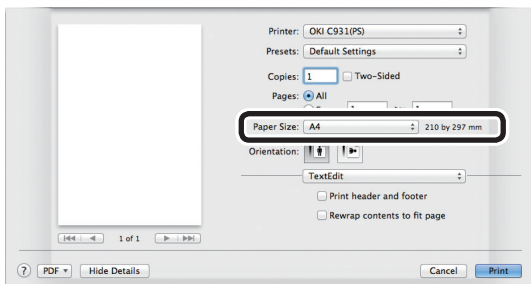 Printer: OKI C931(PS)
Presets: Default Settings
Copies: 1 Two-Sided
Pages: All
Paper Size: A4 210 by 297 mm
Orientation:
TextEdit
Print header and footer
Rewrap contents to fit page
1 of 1
? PDF Hide Details Cancel Print